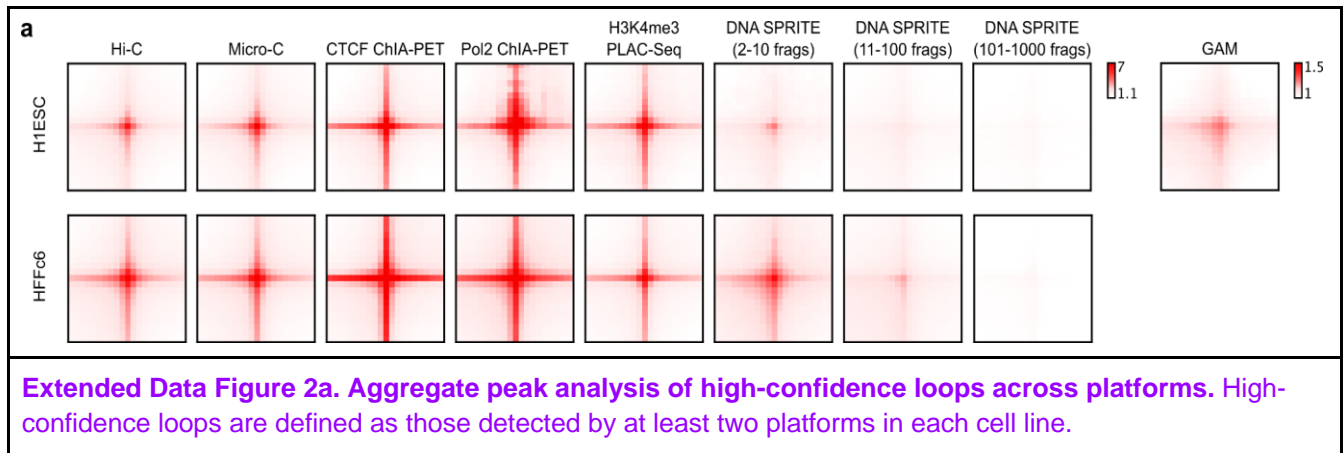 a
Hi-C Micro-C CTCF ChIA-PET Pol2 ChIA-PET H3K4me3 PLAC-Seq DNA SPRITE (2-10 frags) DNA SPRITE (11-100 frags) DNA SPRITE (101-1000 frags) GAM
7
1.1
1.5
1
H1ESC
HFFc6
Extended Data Figure 2a. Aggregate peak analysis of high-confidence loops across platforms. High-
confidence loops are defined as those detected by at least two platforms in each cell line.